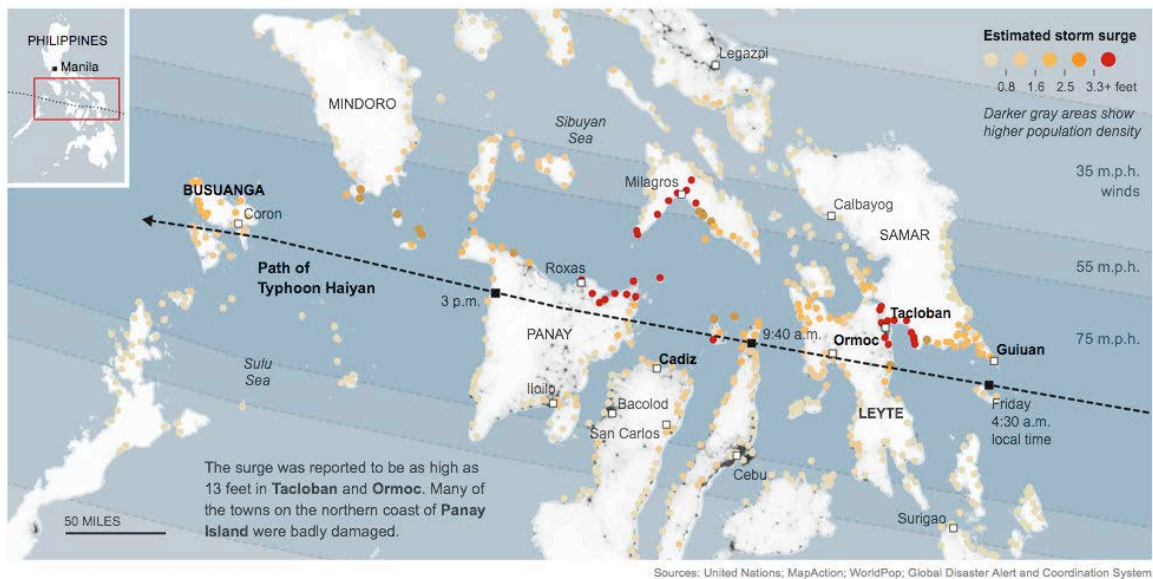 PHILIPPINES
Manila
MINDORO
Legazpi
Sibuyan
Sea
Estimated storm surge
0.8 1.6 2.5 3.3+ feet
Darker gray areas show
higher population density
35 m.p.h.
winds
BUSUANGA
Coron
Milagros
Calbayog
SAMAR
55 m.p.h.
Path of
Typhoon Haiyan
Roxas
3 p.m.
PANAY
9:40 a.m.
Tacloban
Ormoc
75 m.p.h.
Guiuan
Sulu
Sea
Cadiz
Iloilo
Bacolod
San Carlos
LEYTE
Friday
4:30 a.m.
local time
Cebu
Surigao
The surge was reported to be as high as
13 feet in Tacloban and Ormoc. Many of
the towns on the northern coast of Panay
Island were badly damaged.
50 MILES
Sources: United Nations; MapAction; WorldPop; Global Disaster Alert and Coordination System